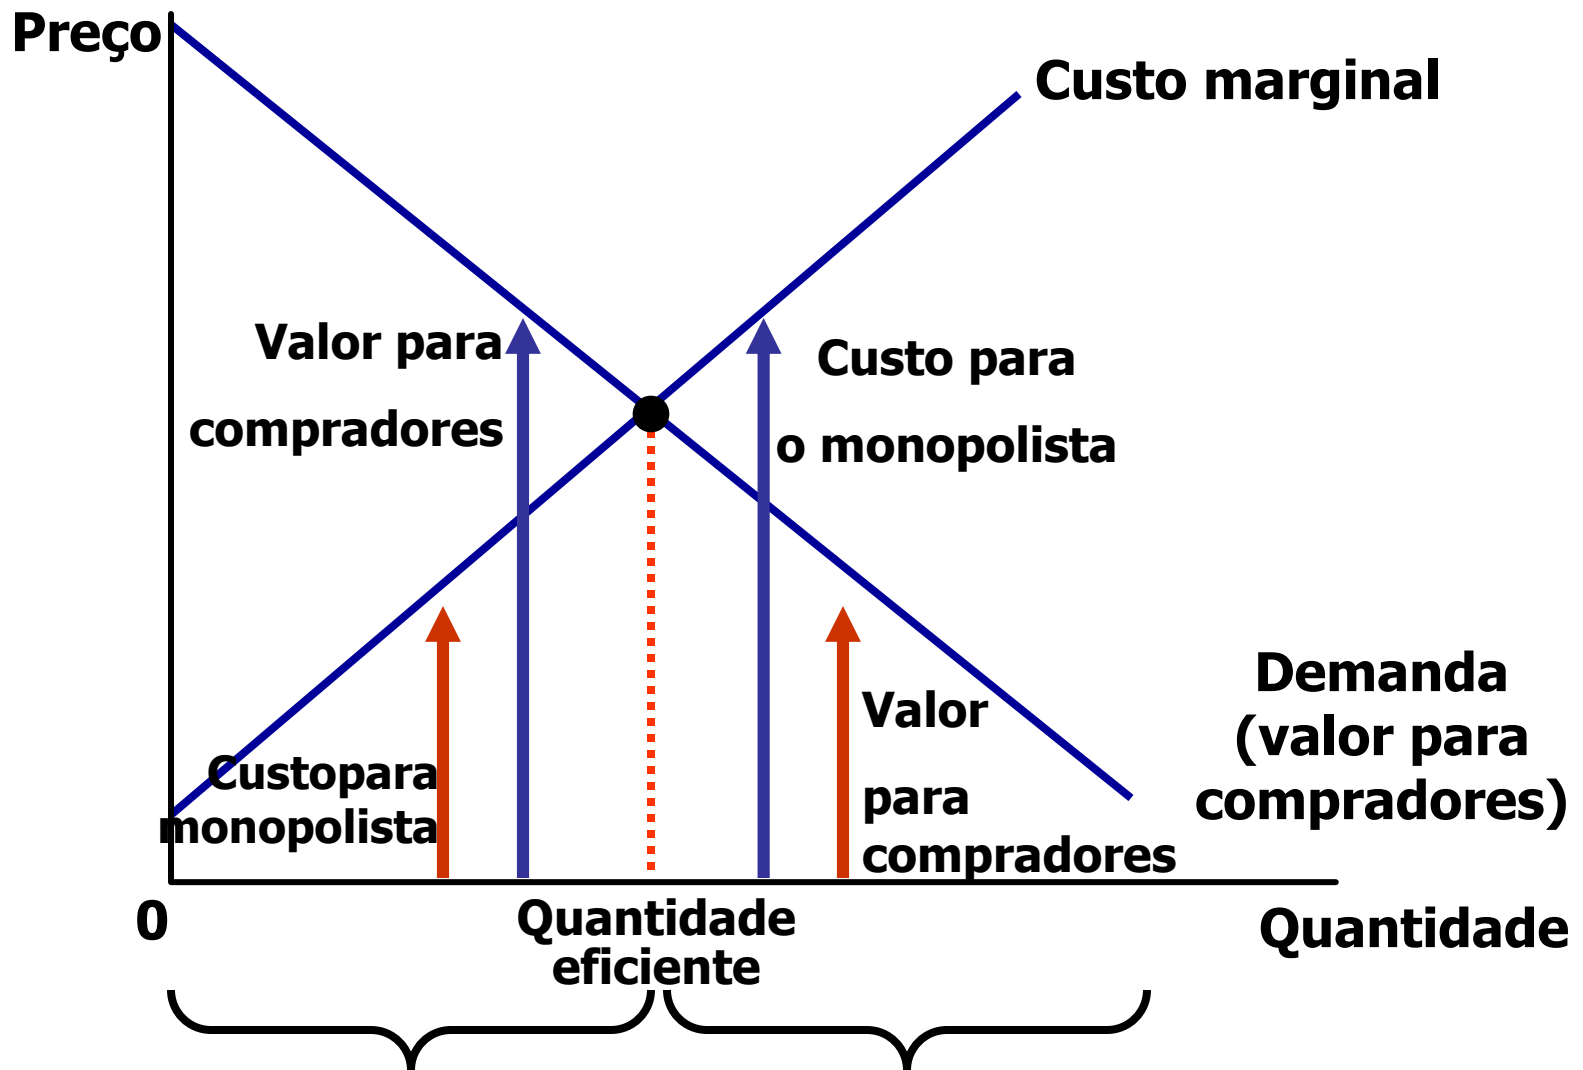 Preço
Custo marginal
Valor para
compradores
Custo para
o monopolista
Demanda
(valor para
compradores)
Valor
para
compradores
Custopara
monopolista
0
Quantidade
eficiente
Quantidade